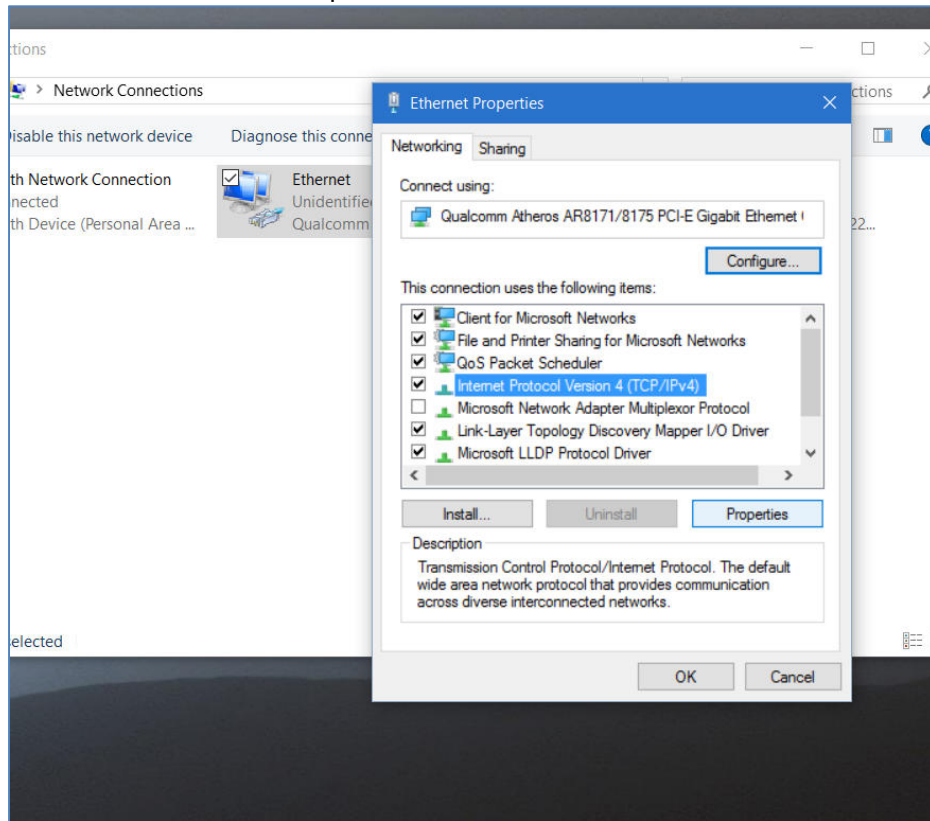 ctions
Network Connections
ctions
Disable this network device Diagnose this conne
th Network Connection
nected
th Device (Personal Area ...
Ethernet
Unidentifie
Qualcomm
22...
Ethernet Properties
Networking Sharing
Connect using:
Qualcomm Atheros AR8171/8175 PCI-E Gigabit Ethernet (
Configure...
This connection uses the following items:
Client for Microsoft Networks
File and Printer Sharing for Microsoft Networks
QoS Packet Scheduler
Internet Protocol Version 4 (TCP/IPv4)
Microsoft Network Adapter Multiplexor Protocol
Link-Layer Topology Discovery Mapper I/O Driver
Microsoft LLDP Protocol Driver
Install... Uninstall Properties
Description
Transmission Control Protocol/Internet Protocol. The default
wide area network protocol that provides communication
across diverse interconnected networks.
selected
OK Cancel